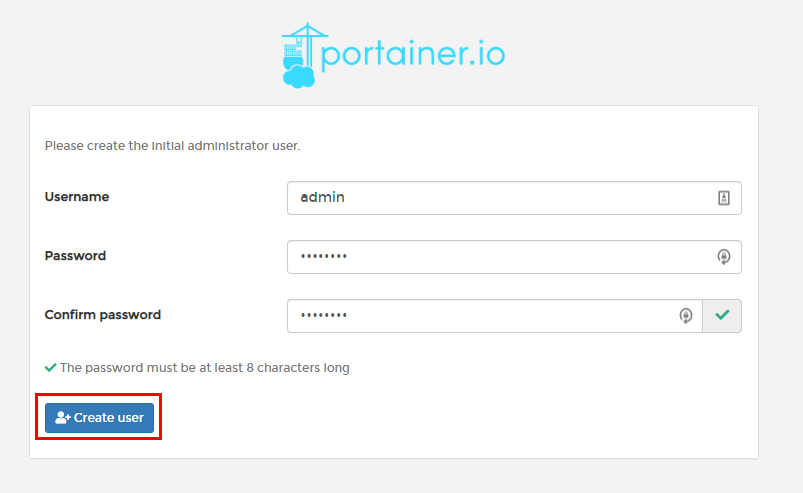 portainer.io
Please create the initial administrator user.
Username
admin
Password
••••••••
Confirm password
••••••••
The password must be at least 8 characters long
Create user